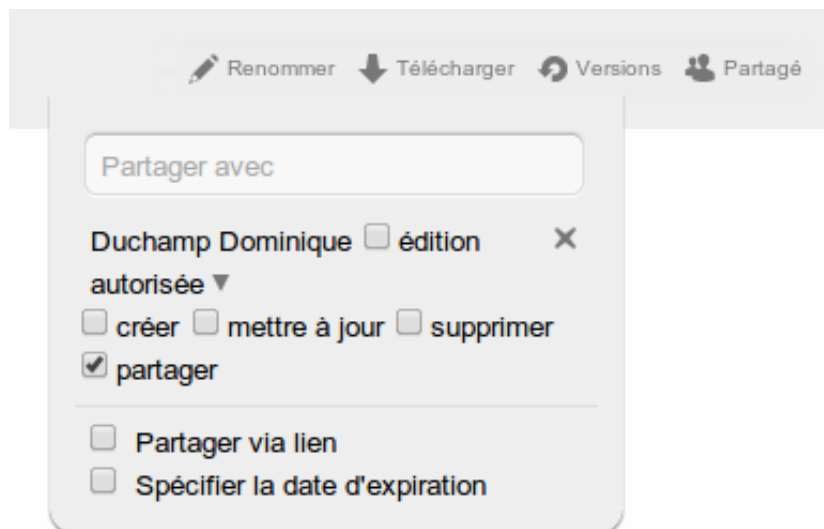 Renommer Télécharger Versions Partagé
Partager avec
Duchamp Dominique édition
autorisée
créer mettre à jour supprimer
partager
Partager via lien
Spécifier la date d'expiration